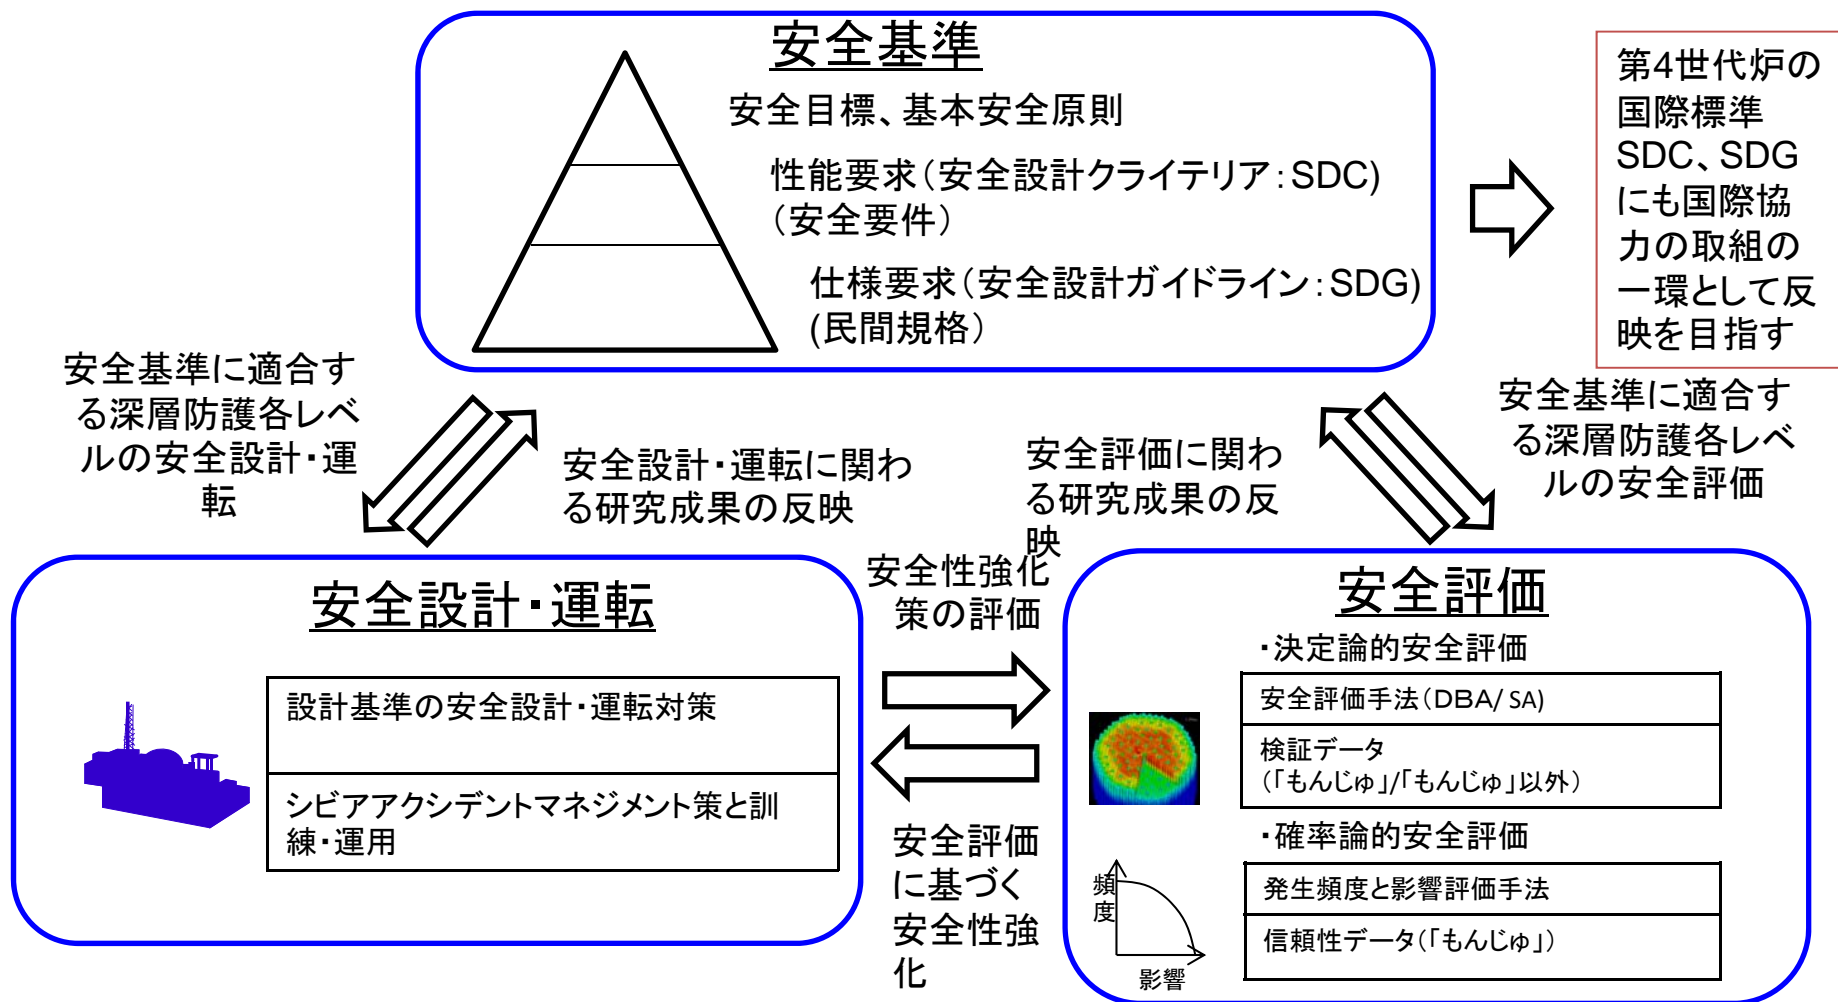 安全基準
安全目標、基本安全原則
性能要求（安全設計クライテリア：SDC)
（安全要件）
仕様要求（安全設計ガイドライン：SDG)
(民間規格）
第4世代炉の
国際標準
SDC、SDG
にも国際協
力の取組の
一環として反
映を目指す
安全基準に適合す
る深層防護各レベ
ルの安全設計・運
転
安全設計・運転に関わ
る研究成果の反映
安全評価に関わ
る研究成果の反
映
安全基準に適合す
る深層防護各レベ
ルの安全評価
安全設計・運転
設計基準の安全設計・運転対策
シビアアクシデントマネジメント策と訓
練・運用
安全性強化
策の評価
安全評価
に基づく
安全性強
化
安全評価
・決定論的安全評価
安全評価手法（DBA/ SA)
検証データ
（「もんじゅ」/「もんじゅ」以外）
・確率論的安全評価
発生頻度と影響評価手法
信頼性データ（「もんじゅ」）
頻
度
影響